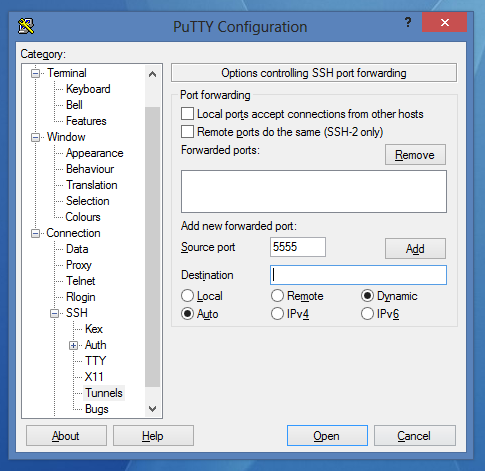 PuTTY Configuration
?
Category:
Terminal
Keyboard
Bell
Features
Window
Appearance
Behaviour
Translation
Selection
Colours
Connection
Data
Proxy
Telnet
Rlogin
SSH
Kex
Auth
TTY
X11
Tunnels
Bugs
Options controlling SSH port forwarding
Port forwarding
Local ports accept connections from other hosts
Remote ports do the same (SSH-2 only)
Forwarded ports:
Remove
Add new forwarded port:
Source port 5555 Add
Destination
Local Remote Dynamic
Auto IPv4 IPv6
About Help Open Cancel